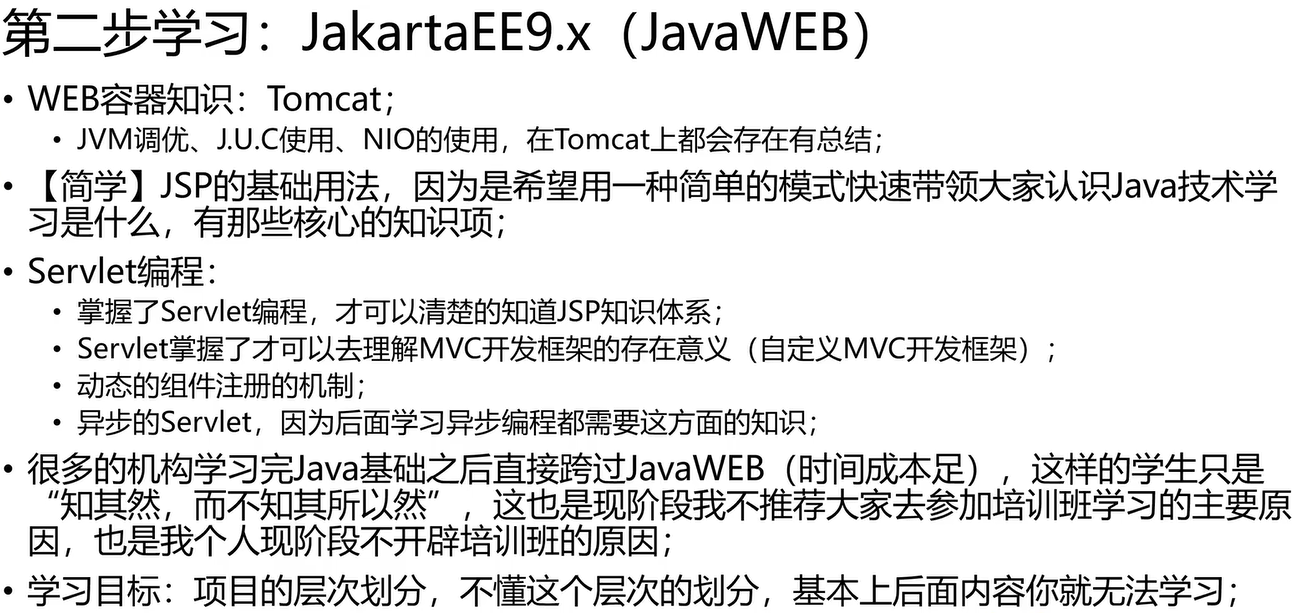 第二步学习：JakartaEE9.x（JavaWEB）
• WEB容器知识：Tomcat；
• JVM调优、J.U.C使用、NIO的使用，在Tomcat上都会存在有总结；
• 【简学】JSP的基础用法，因为是希望用一种简单的模式快速带领大家认识Java技术学
习是什么，有那些核心的知识项；
• Servlet编程：
• 掌握了Servlet编程，才可以清楚的知道JSP知识体系；
• Servlet掌握了才可以去理解MVC开发框架的存在意义（自定义MVC开发框架）；
• 动态的组件注册的机制；
• 异步的Servlet，因为后面学习异步编程都需要这方面的知识；
• 很多的机构学习完Java基础之后直接跨过JavaWEB（时间成本足），这样的学生只是
“知其然，而不知其所以然”，这也是现阶段我不推荐大家去参加培训班学习的主要原
因，也是我个人现阶段不开辟培训班的原因；
• 学习目标：项目的层次划分，不懂这个层次的划分，基本上后面内容你就无法学习；